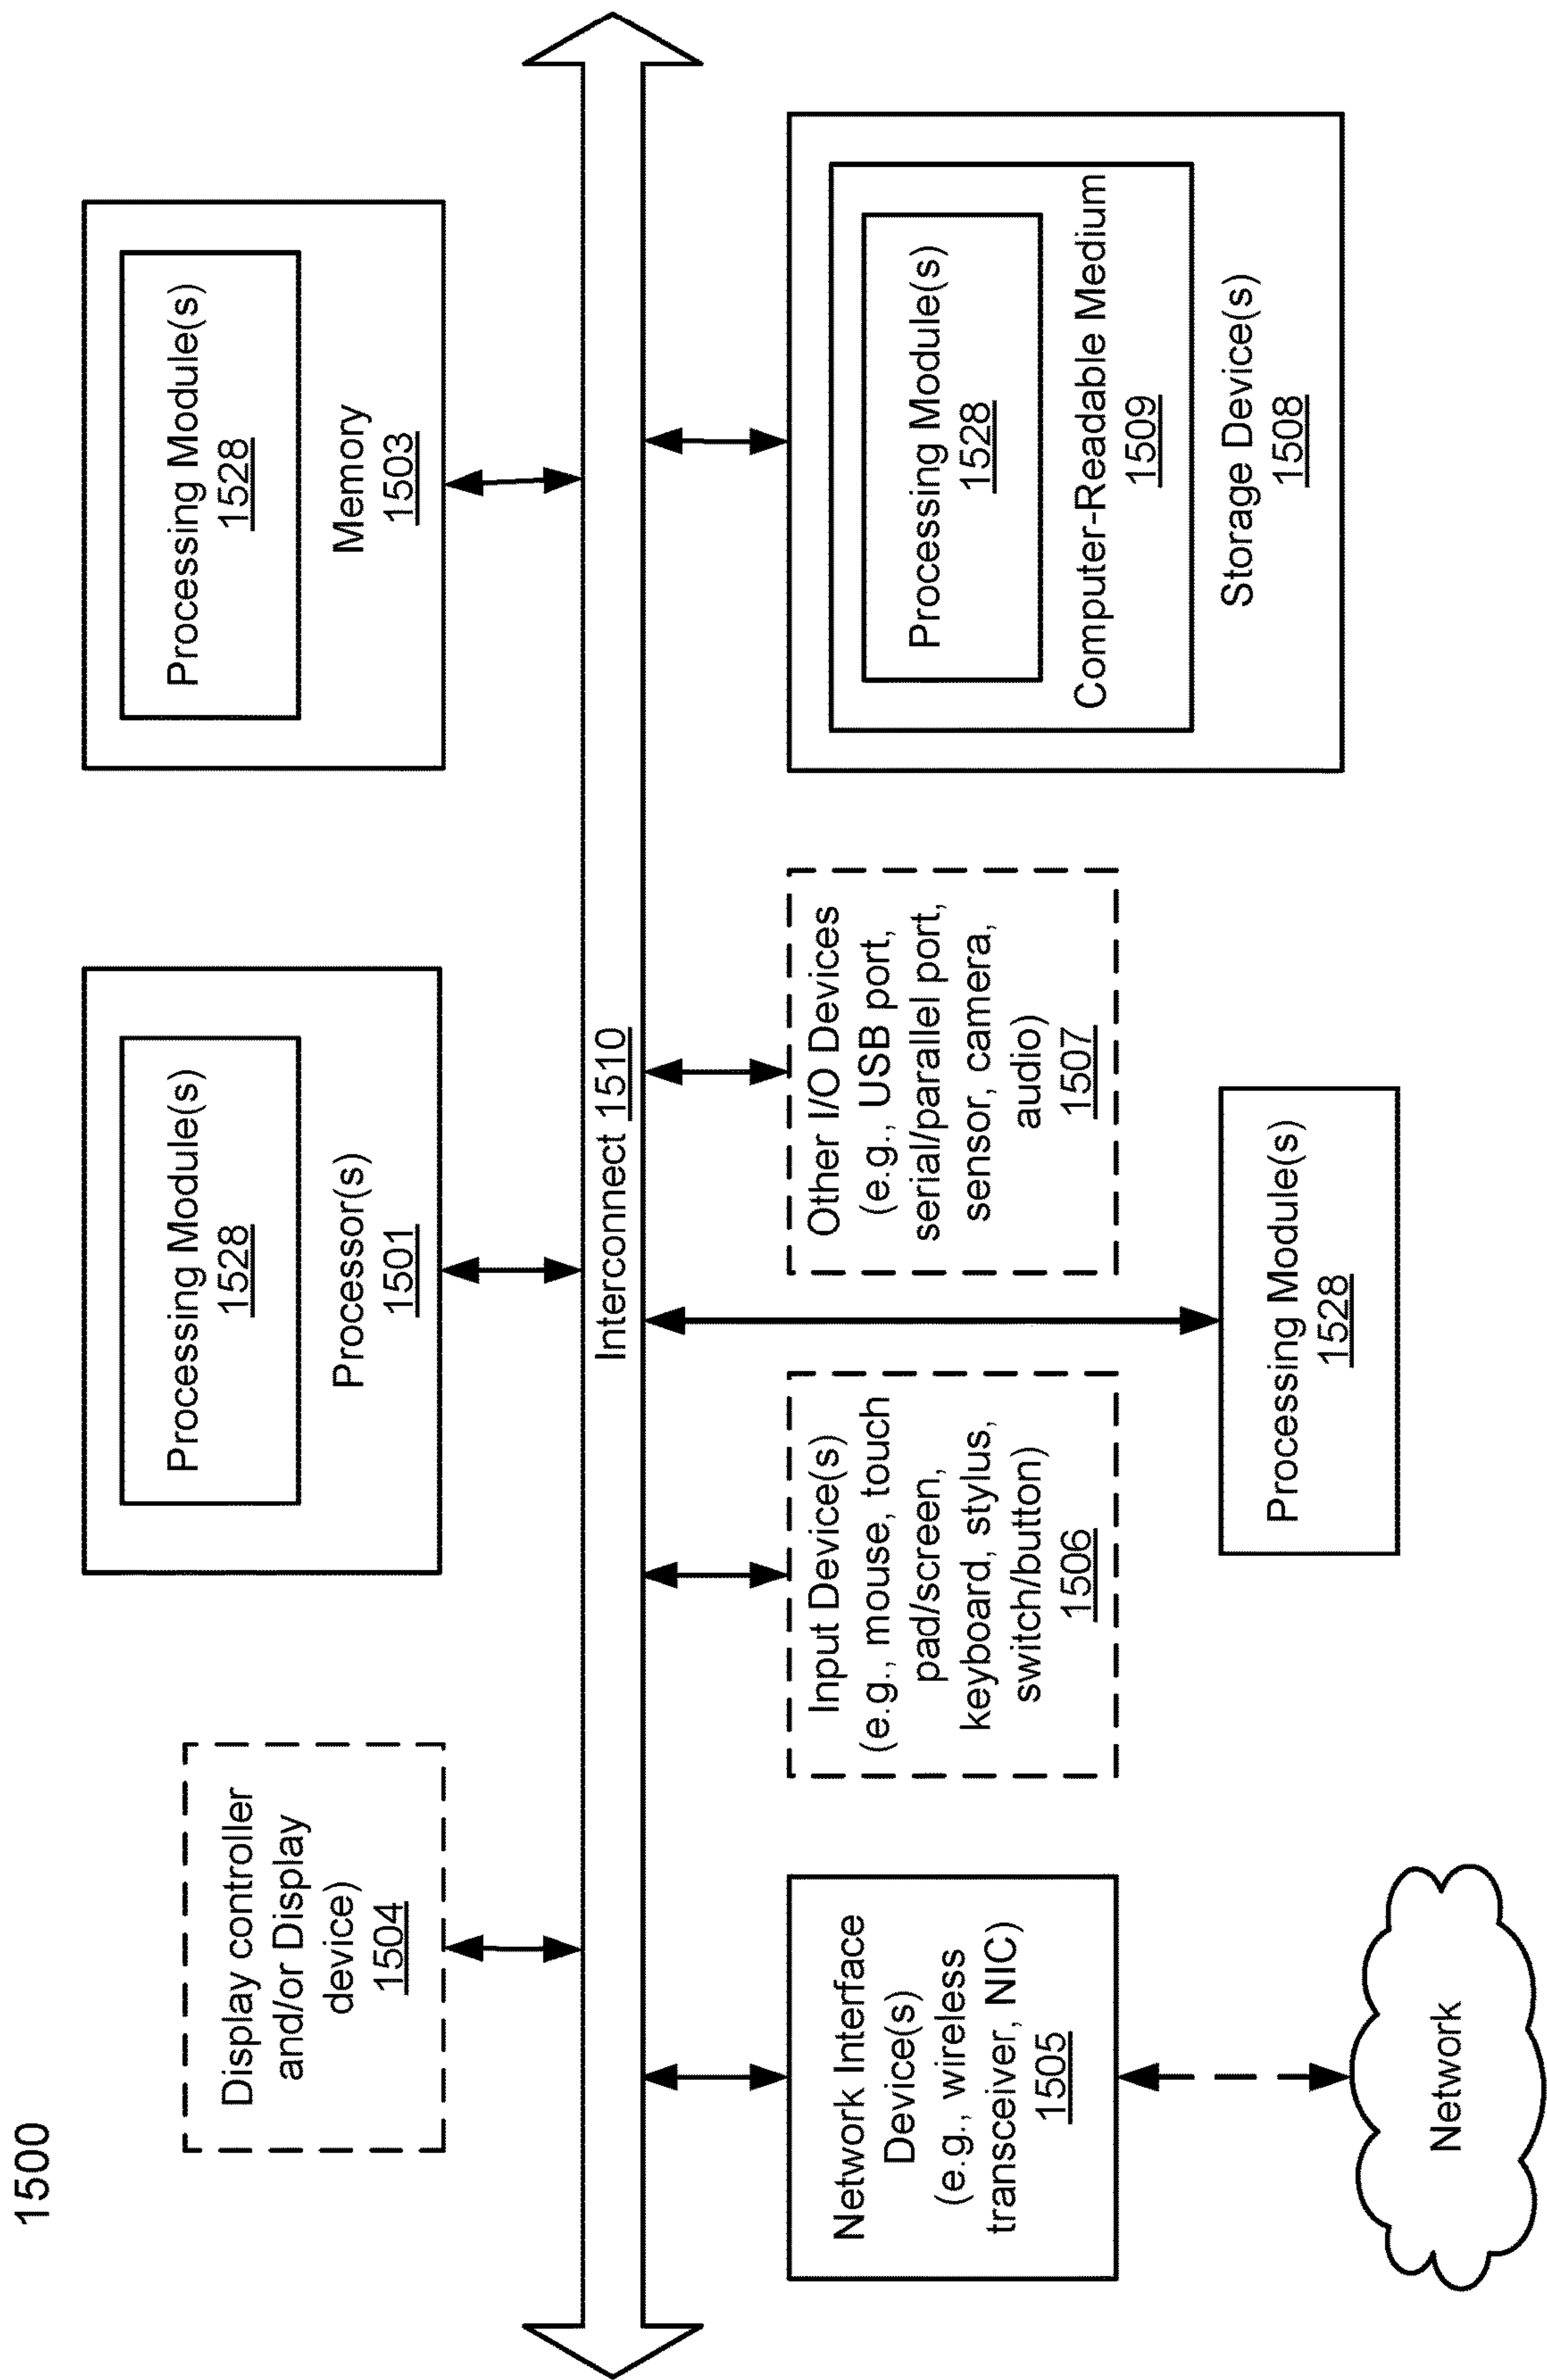 1500
Display controller
and/or Display
device)
1504
Processing Module(s)
1528
Processor(s)
1501
Processing Module(s)
1528
Memory
1503
Interconnect 1510
Network Interface
Device(s)
(e.g., wireless
transceiver, NIC)
1505
Input Device(s)
(e.g., mouse, touch
pad/screen,
keyboard, stylus,
switch/button)
1506
Other I/O Devices
(e.g., USB port,
serial/parallel port,
sensor, camera,
audio)
1507
Processing Module(s)
1528
Computer-Readable Medium
1509
Storage Device(s)
1508
Processing Module(s)
1528
Network